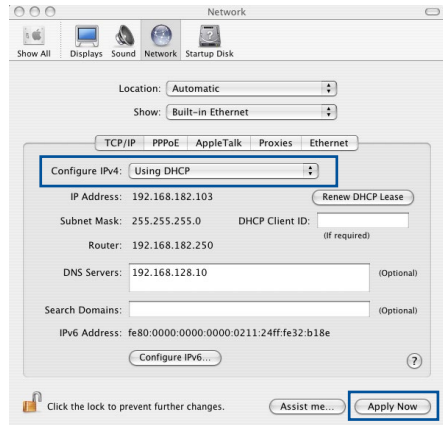 Network
Show All Displays Sound Network Startup Disk
Location: Automatic
Show: Built-in Ethernet
TCP/IP PPPoE AppleTalk Proxies Ethernet
Configure IPv4: Using DHCP
IP Address: 192.168.182.103 Renew DHCP Lease
Subnet Mask: 255.255.255.0 DHCP Client ID:
(If required)
Router: 192.168.182.250
DNS Servers: 192.168.128.10 (Optional)
Search Domains: (Optional)
IPv6 Address: fe80:0000:0000:0000:0211:24ff:fe32:b18e
Configure IPv6...
?
Click the lock to prevent further changes. Assist me... Apply Now